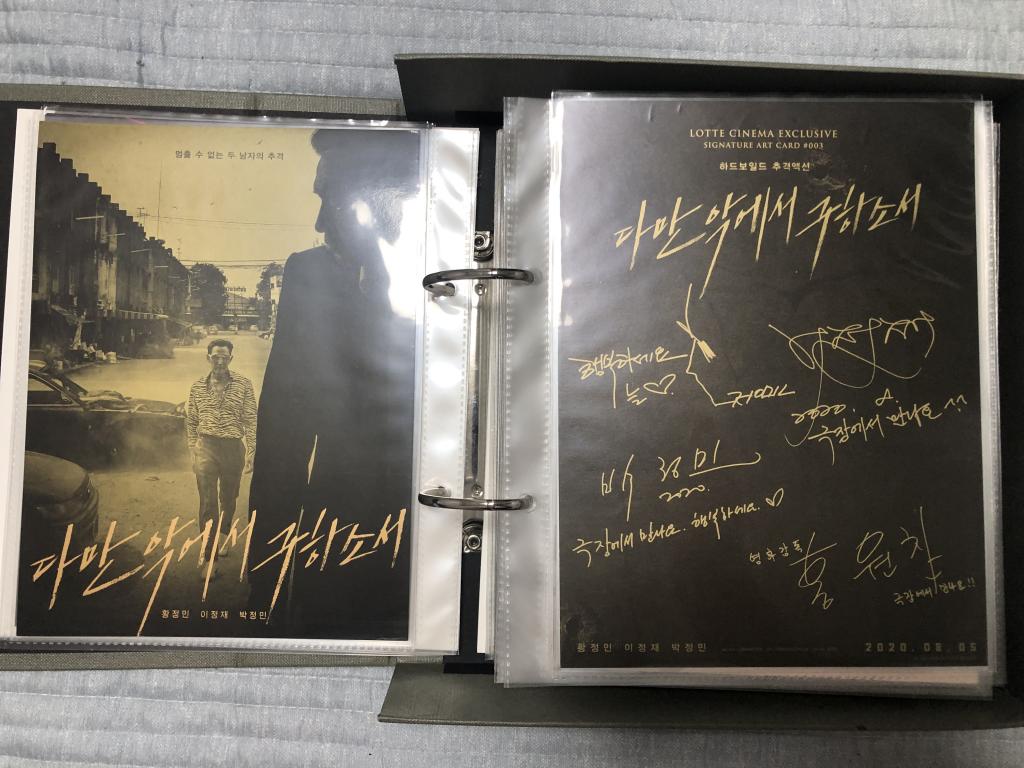 멈출 수 없는 두 남자의 추격
다만 악에서 구하소서
황정민 이정재 박정민
LOTTE CINEMA EXCLUSIVE
SIGNATURE ART CARD #003
하드보일드 추격액션
다만 악에서 구하소서
행복하세요
늘♡
2020.
극장에서 만나요 ^^
박정민
2020.
극장에서 만나요.. 행복하세요.♡
영화감독
홍원찬
극장에서 만나요!!
황정민 이정재 박정민
2020.08.05